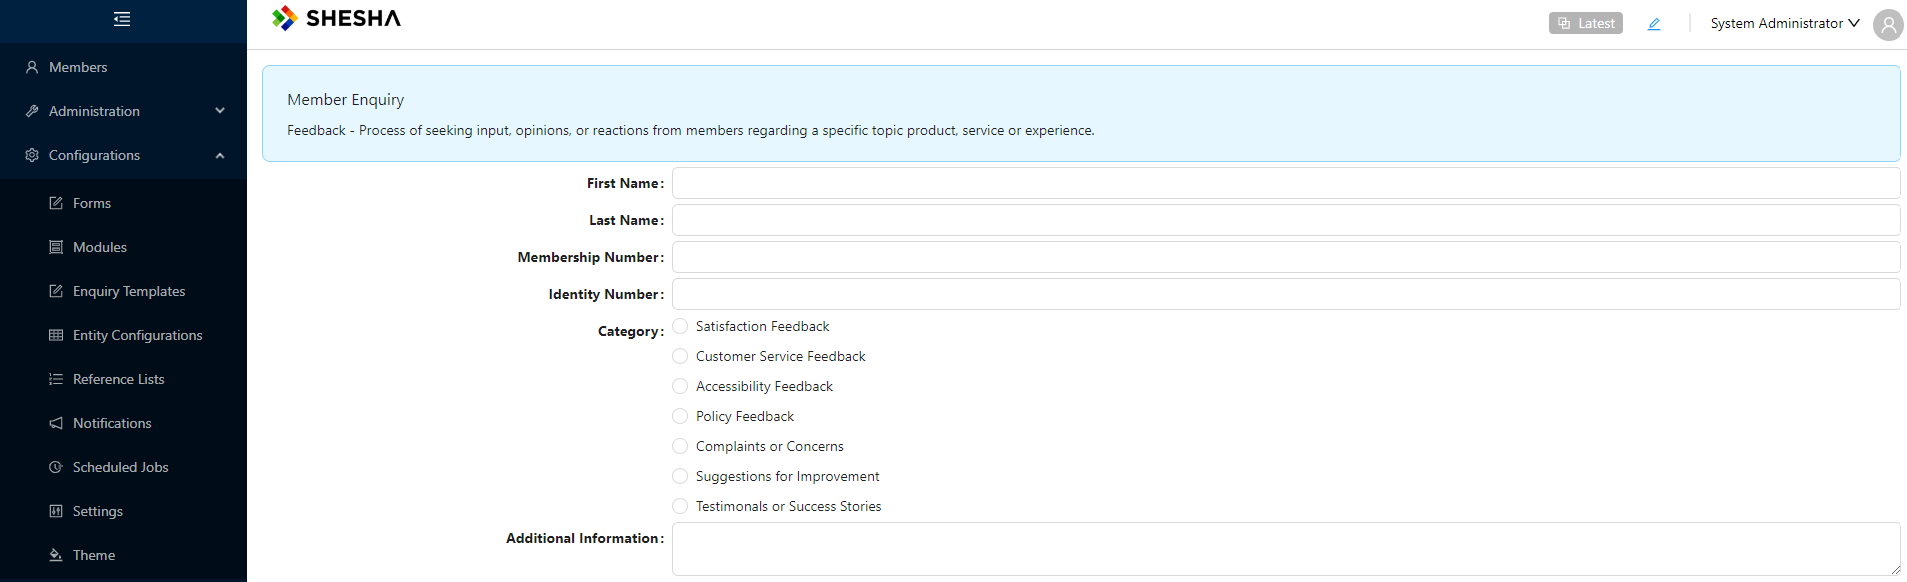 SHESHA
Latest
System Administrator
Members
Administration
Configurations
Forms
Modules
Enquiry Templates
Entity Configurations
Reference Lists
Notifications
Scheduled Jobs
Settings
Theme
Member Enquiry
Feedback - Process of seeking input, opinions, or reactions from members regarding a specific topic product, service or experience.
First Name:
Last Name:
Membership Number:
Identity Number:
Category:
Satisfaction Feedback
Customer Service Feedback
Accessibility Feedback
Policy Feedback
Complaints or Concerns
Suggestions for Improvement
Testimonals or Success Stories
Additional Information: